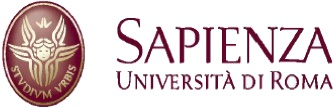 STVDIVM VRBIS
SAPIENZA
UNIVERSITÀ DI ROMA